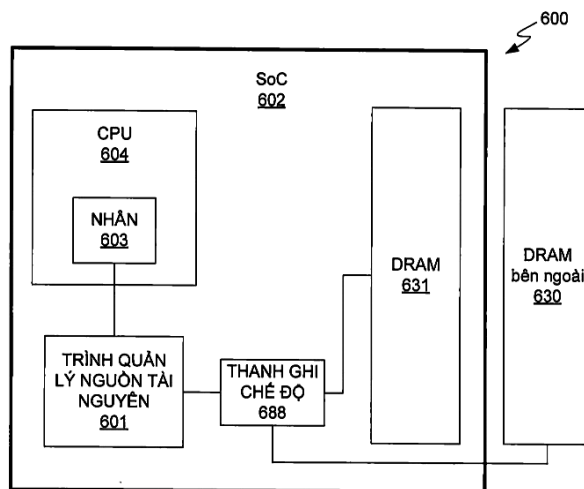 600
SoC
602
CPU
604
NHÂN
603
DRAM
631
DRAM
bên ngoài
630
TRÌNH QUẢN
LÝ NGUỒN TÀI
NGUYÊN
601
THANH GHI
CHẾ ĐỘ
688